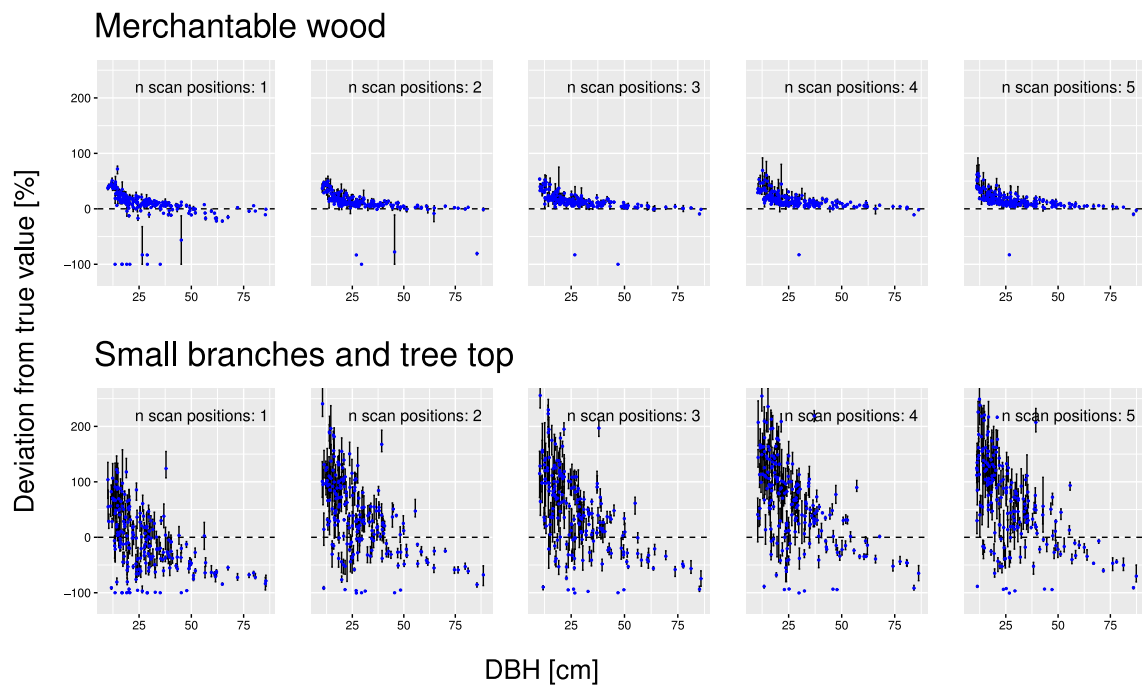 Merchantable wood
n scan positions: 1
n scan positions: 2
n scan positions: 3
n scan positions: 4
n scan positions: 5
200
100
0
−100
25 50 75
25 50 75
25 50 75
25 50 75
25 50 75
Deviation from true value [%]
Small branches and tree top
n scan positions: 1
n scan positions: 2
n scan positions: 3
n scan positions: 4
n scan positions: 5
200
100
0
−100
25 50 75
25 50 75
25 50 75
25 50 75
25 50 75
DBH [cm]